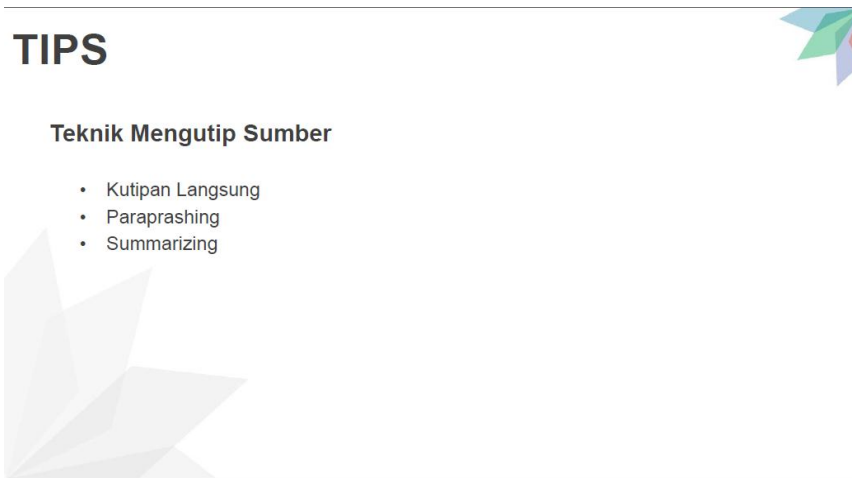 TIPS
Teknik Mengutip Sumber
• Kutipan Langsung
• Paraprashing
• Summarizing